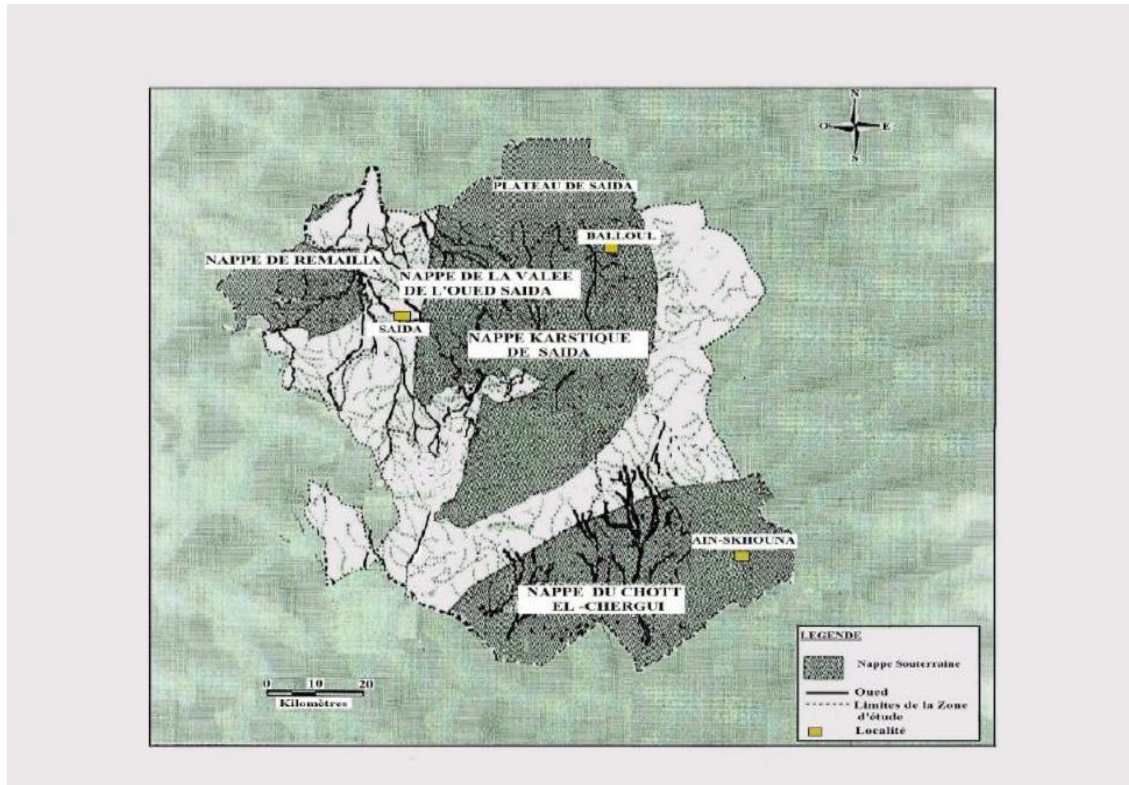 N
O E
S
PLATEAU DE SAIDA
BALLOUL
NAPPE DE REMAILIA
NAPPE DE LA VALEE
DE L'OUED SAIDA
SAIDA
NAPPE KARSTIQUE
DE SAIDA
AIN-SKHOUNA
NAPPE DU CHOTT
EL -CHERGUI
LEGENDE
Nappe Souterraine
Oued
Limites de la Zone
d'étude
Localité
0 10 20
Kilomètres